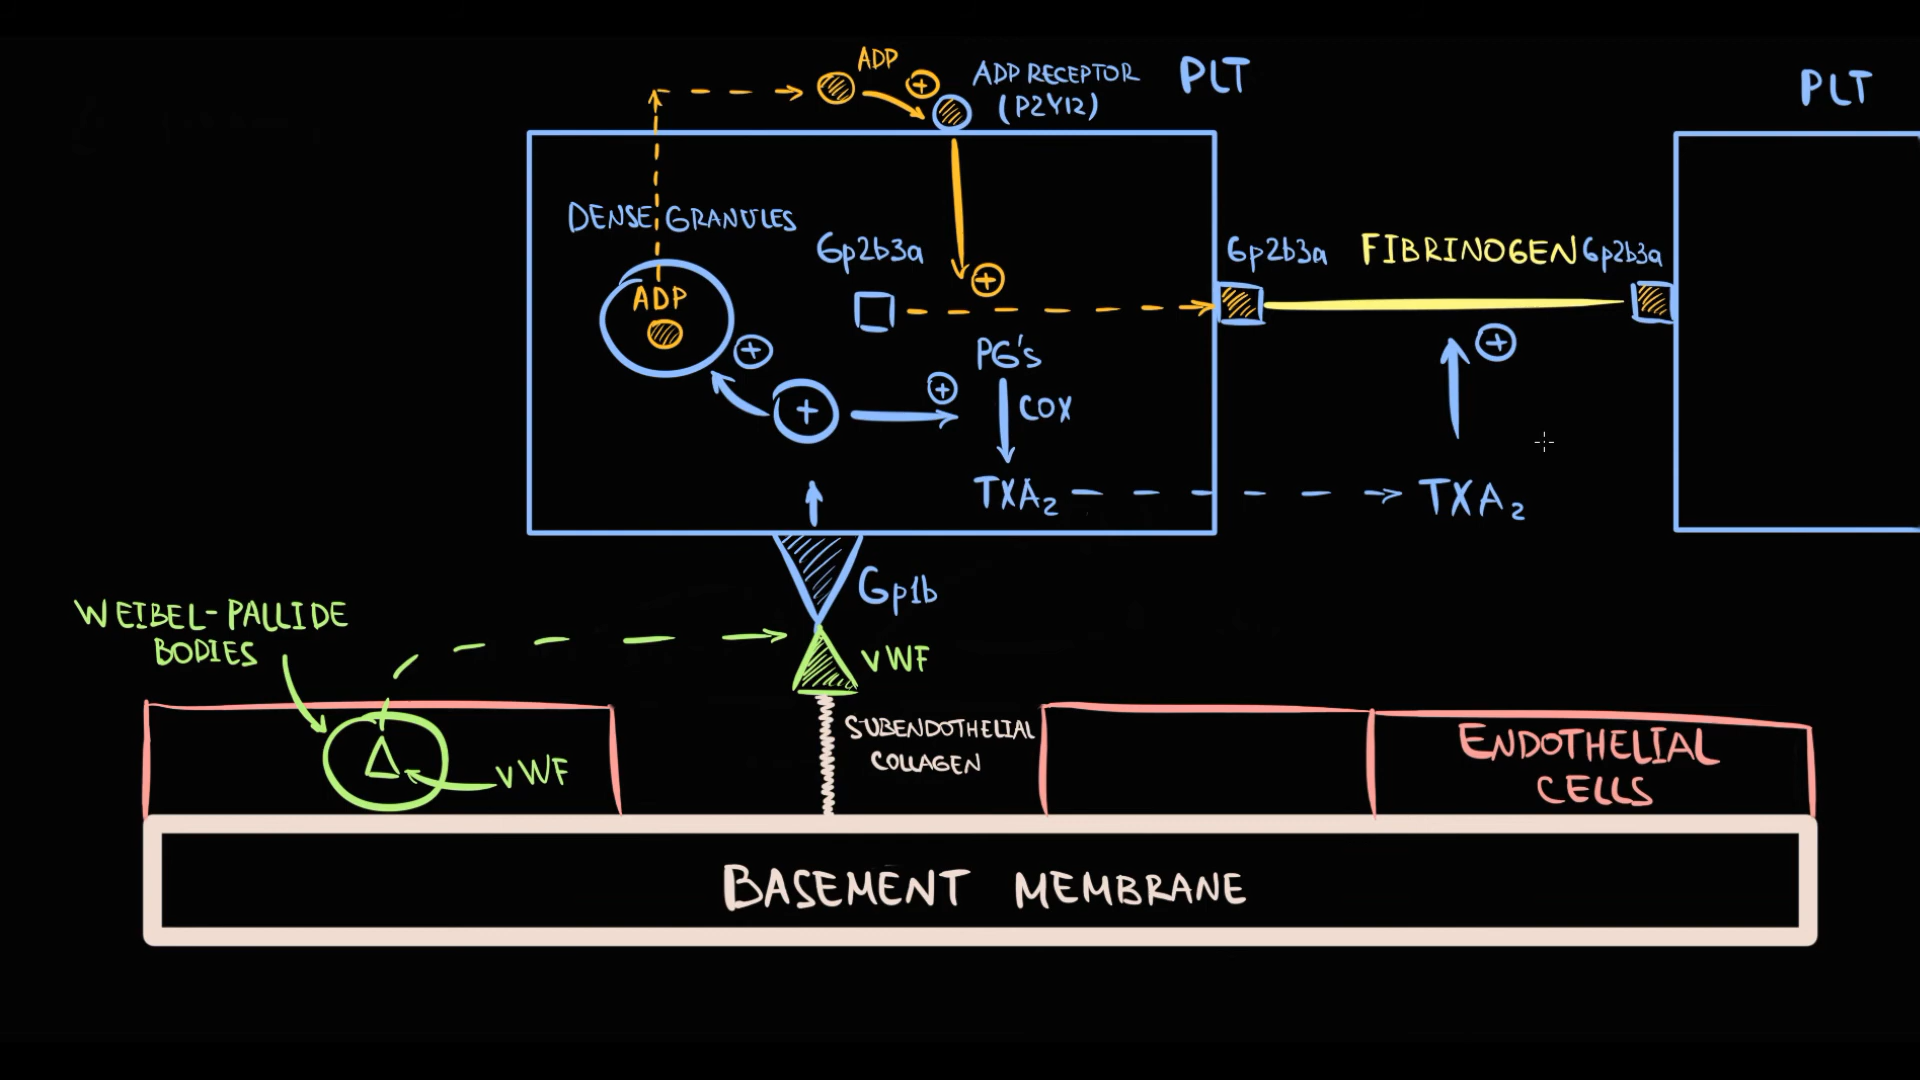 ADP
ADP RECEPTOR
(P2Y12)
PLT
PLT
DENSE GRANULES
Gp2b3a
Gp2b3a
FIBRINOGEN
Gp2b3a
ADP
+
+
+
PG's
+
+
+
COX
+
TXA2
TXA2
Gp1b
WEIBEL-PALLIDE
BODIES
vWF
SUBENDOTHELIAL
COLLAGEN
vWF
ENDOTHELIAL
CELLS
BASEMENT MEMBRANE